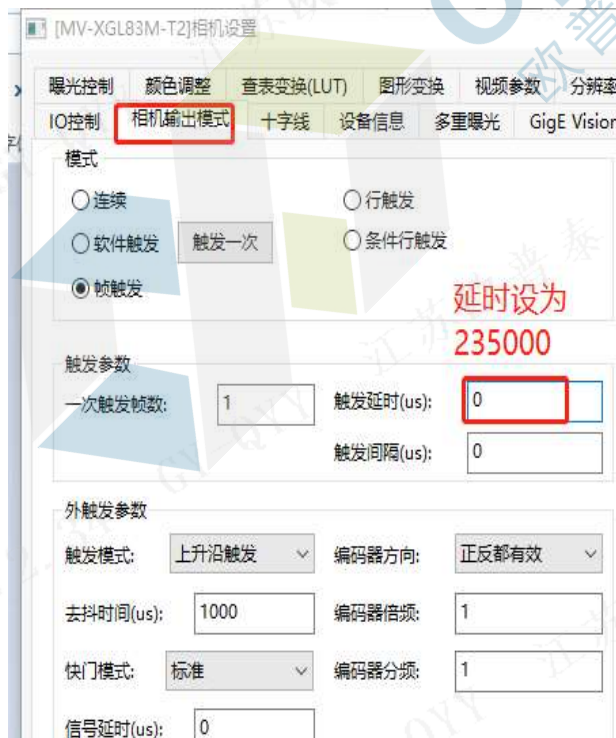 [MV-XGL83M-T2]相机设置
曝光控制 颜色调整 查表变换(LUT) 图形变换 视频参数 分辨率
IO控制 相机输出模式 十字线 设备信息 多重曝光 GigE Vision
模式
连续 行触发
软件触发 触发一次 条件行触发
帧触发
延时设为
235000
触发参数
一次触发帧数: 1 触发延时(us): 0
触发间隔(us): 0
外触发参数
触发模式: 上升沿触发 编码器方向: 正反都有效
去抖时间(us): 1000 编码器倍频: 1
快门模式: 标准 编码器分频: 1
信号延时(us): 0